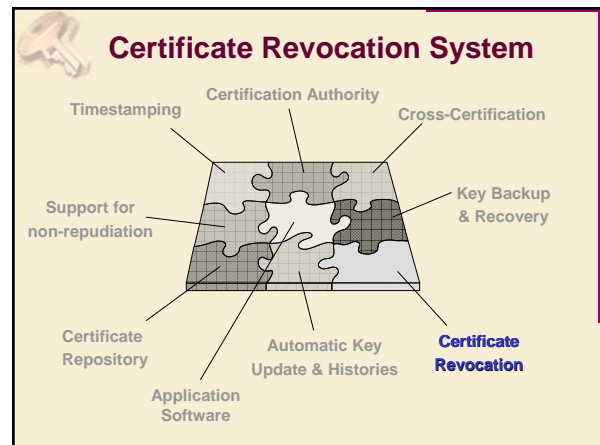 Certificate Revocation System
Certification Authority
Timestamping
Cross-Certification
Key Backup
& Recovery
Support for
non-repudiation
Certificate
Repository
Automatic Key
Update & Histories
Certificate
Revocation
Application
Software